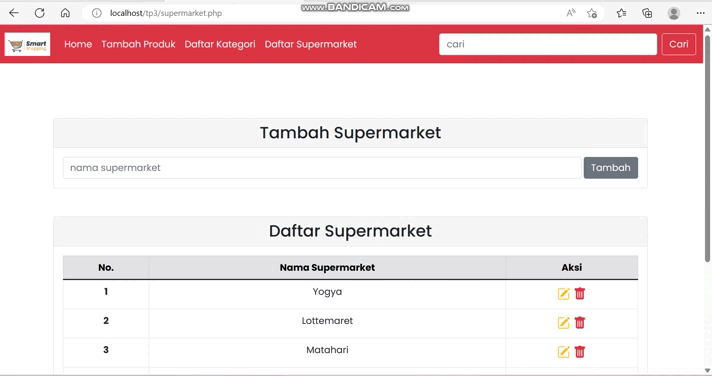 www.BANDICAM.com
localhost/tp3/supermarket.php
Smart
Shopping
Home Tambah Produk Daftar Kategori Daftar Supermarket cari Cari
Tambah Supermarket
nama supermarket Tambah
Daftar Supermarket
No. Nama Supermarket Aksi
1 Yogya
2 Lottemaret
3 Matahari